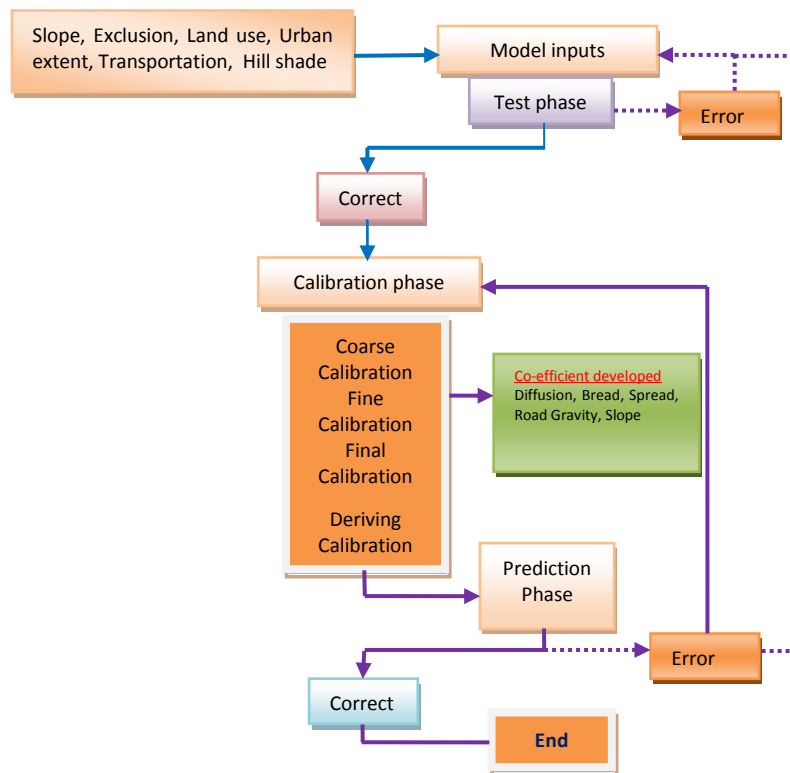 Slope, Exclusion, Land use, Urban
extent, Transportation, Hill shade
Model inputs
Test phase
Error
Correct
Calibration phase
Coarse
Calibration
Fine
Calibration
Final
Calibration
Deriving
Calibration
Co-efficient developed
Diffusion, Bread, Spread,
Road Gravity, Slope
Prediction
Phase
Error
Correct
End